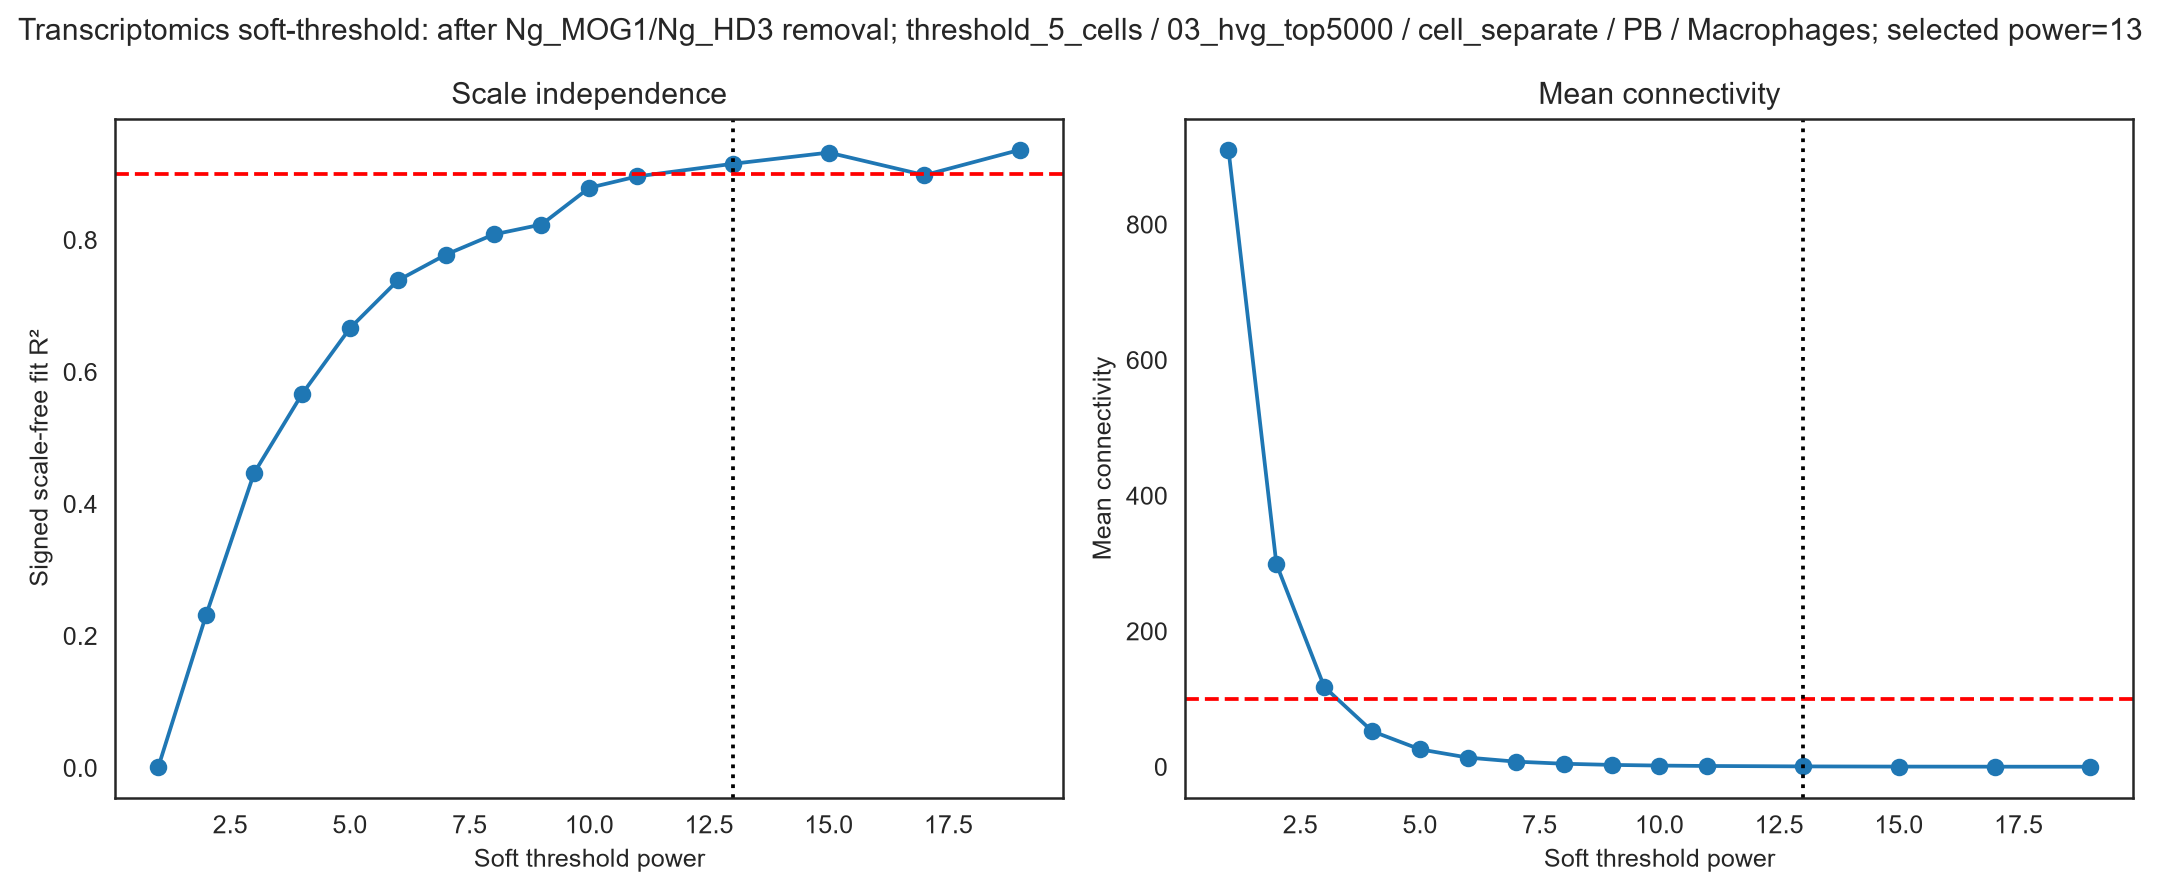 Transcriptomics soft-threshold: after Ng_MOG1/Ng_HD3 removal; threshold_5_cells / 03_hvg_top5000 / cell_separate / PB / Macrophages; selected power=13
Scale independence
Signed scale-free fit R²
0.8
0.6
0.4
0.2
0.0
2.5 5.0 7.5 10.0 12.5 15.0 17.5
Soft threshold power
Mean connectivity
Mean connectivity
800
600
400
200
0
2.5 5.0 7.5 10.0 12.5 15.0 17.5
Soft threshold power